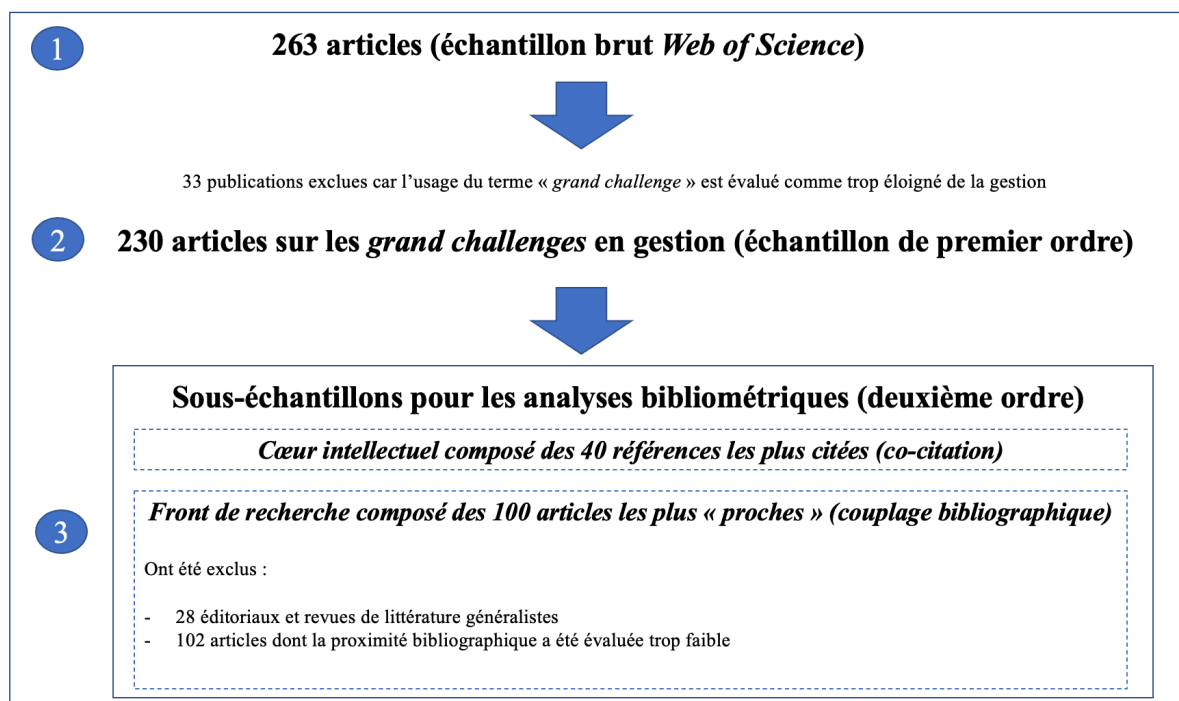 1
263 articles (échantillon brut Web of Science)
33 publications exclues car l’usage du terme « grand challenge » est évalué comme trop éloigné de la gestion
2
230 articles sur les grand challenges en gestion (échantillon de premier ordre)
Sous-échantillons pour les analyses bibliométriques (deuxième ordre)
Cœur intellectuel composé des 40 références les plus citées (co-citation)
3
Front de recherche composé des 100 articles les plus « proches » (couplage bibliographique)
Ont été exclus :
- 28 éditoriaux et revues de littérature généralistes
- 102 articles dont la proximité bibliographique a été évaluée trop faible